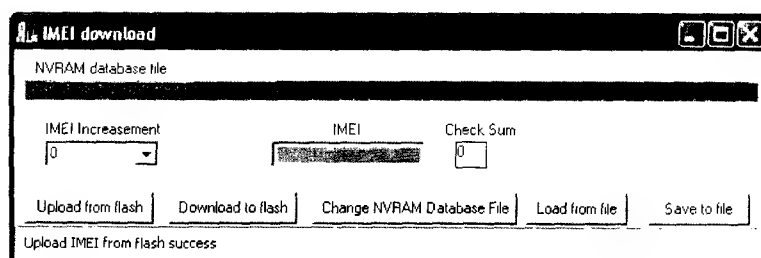 IMEI download
NVRAM database file
IMEI Increasement IMEI Check Sum
0 0
Upload from flash Download to flash Change NVRAM Database File Load from file Save to file
Upload IMEI from flash success